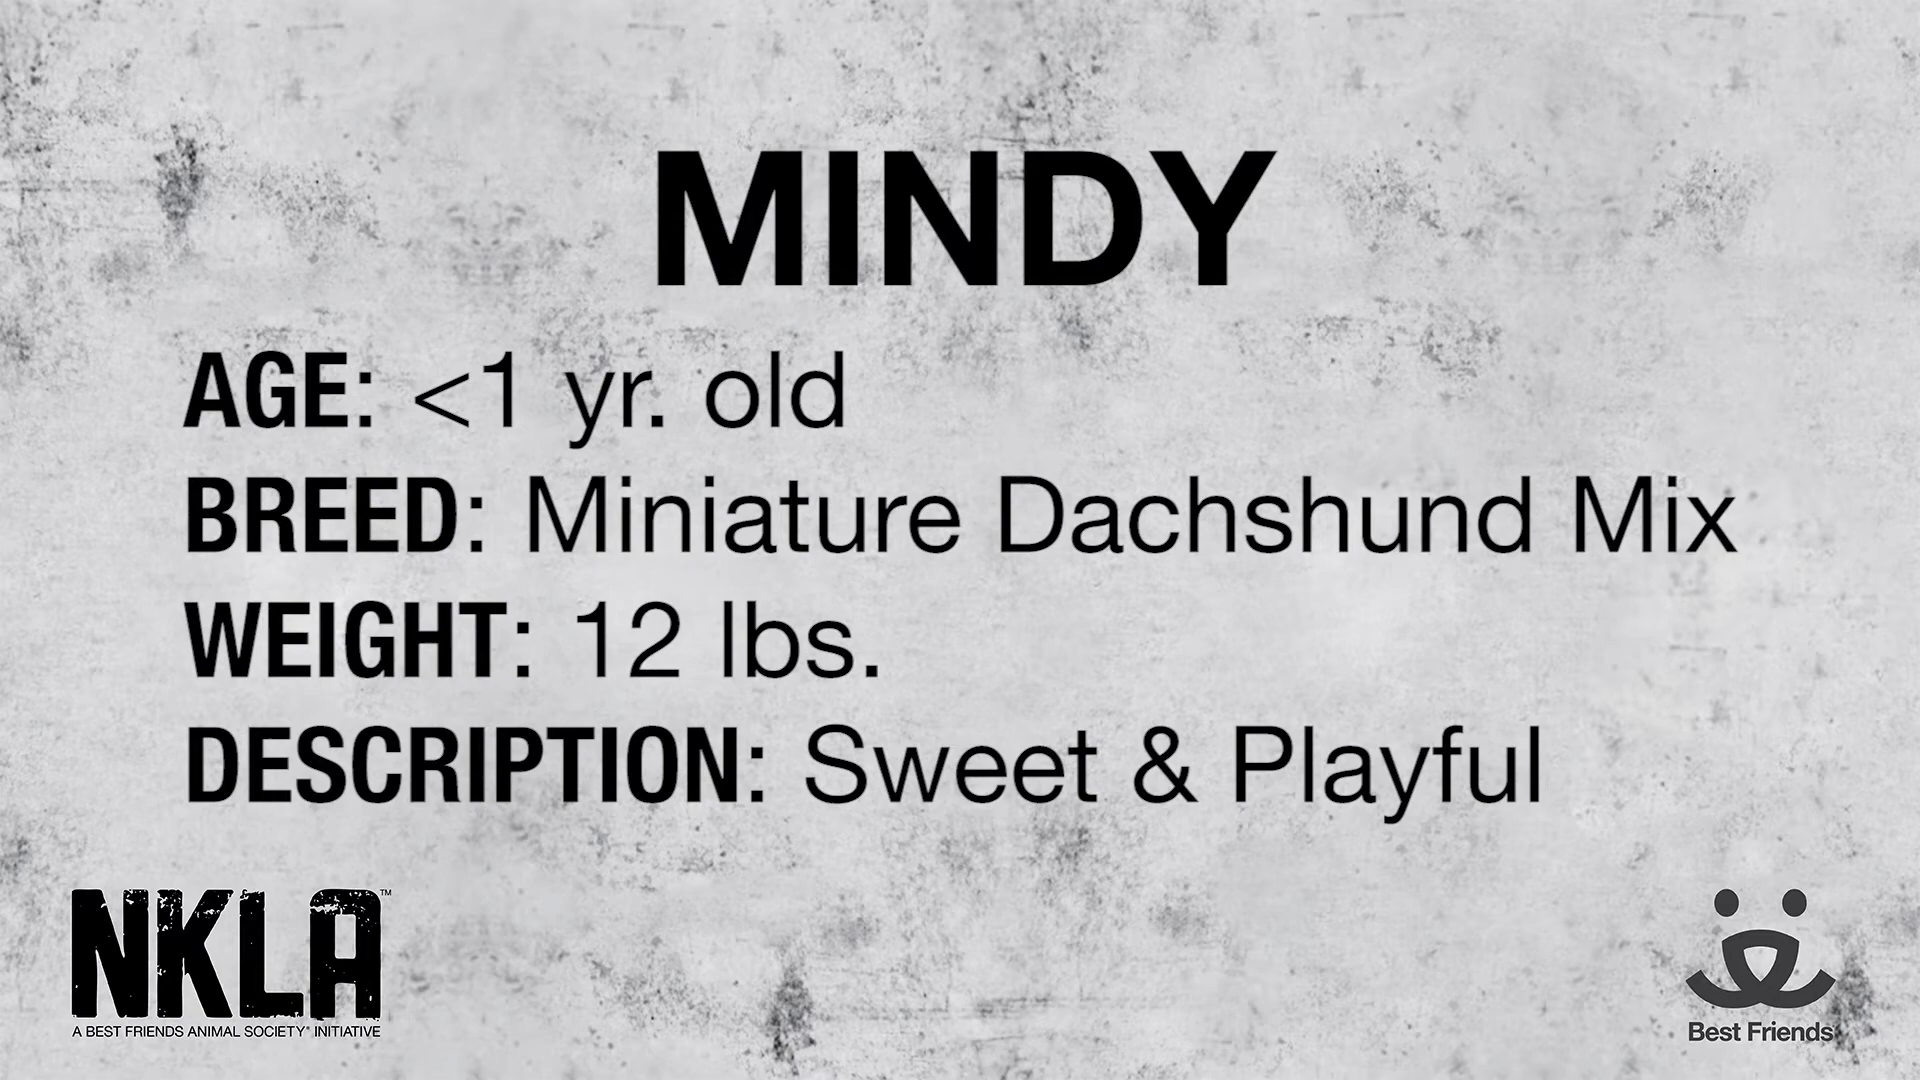 MINDY
AGE: <1 yr. old
BREED: Miniature Dachshund Mix
WEIGHT: 12 lbs.
DESCRIPTION: Sweet & Playful
NKLA™
A BEST FRIENDS ANIMAL SOCIETY® INITIATIVE
Best Friends